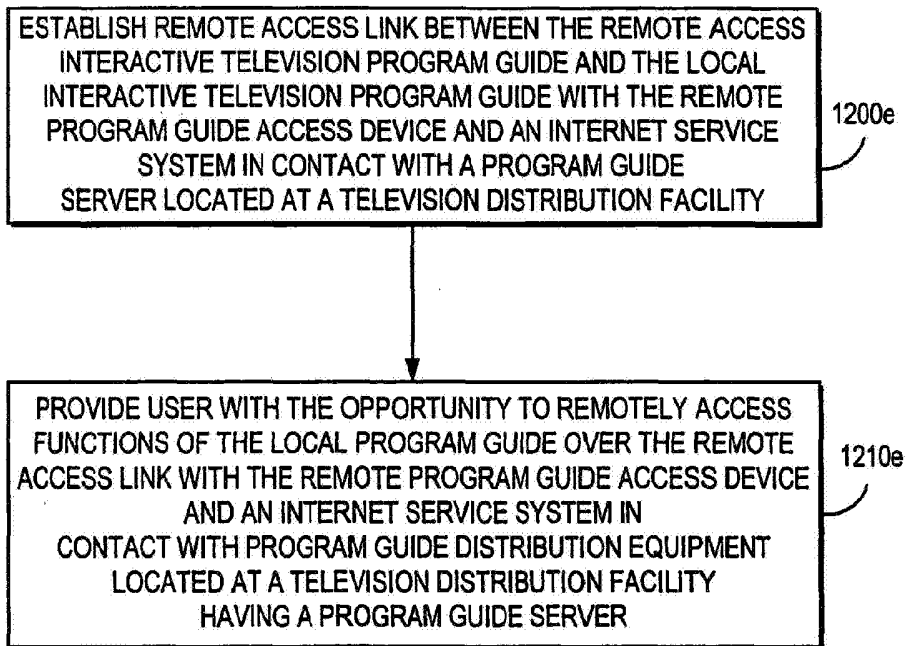 ESTABLISH REMOTE ACCESS LINK BETWEEN THE REMOTE ACCESS
INTERACTIVE TELEVISION PROGRAM GUIDE AND THE LOCAL
INTERACTIVE TELEVISION PROGRAM GUIDE WITH THE REMOTE
PROGRAM GUIDE ACCESS DEVICE AND AN INTERNET SERVICE
SYSTEM IN CONTACT WITH A PROGRAM GUIDE
SERVER LOCATED AT A TELEVISION DISTRIBUTION FACILITY
1200e
PROVIDE USER WITH THE OPPORTUNITY TO REMOTELY ACCESS
FUNCTIONS OF THE LOCAL PROGRAM GUIDE OVER THE REMOTE
ACCESS LINK WITH THE REMOTE PROGRAM GUIDE ACCESS DEVICE
AND AN INTERNET SERVICE SYSTEM IN
CONTACT WITH PROGRAM GUIDE DISTRIBUTION EQUIPMENT
LOCATED AT A TELEVISION DISTRIBUTION FACILITY
HAVING A PROGRAM GUIDE SERVER
1210e